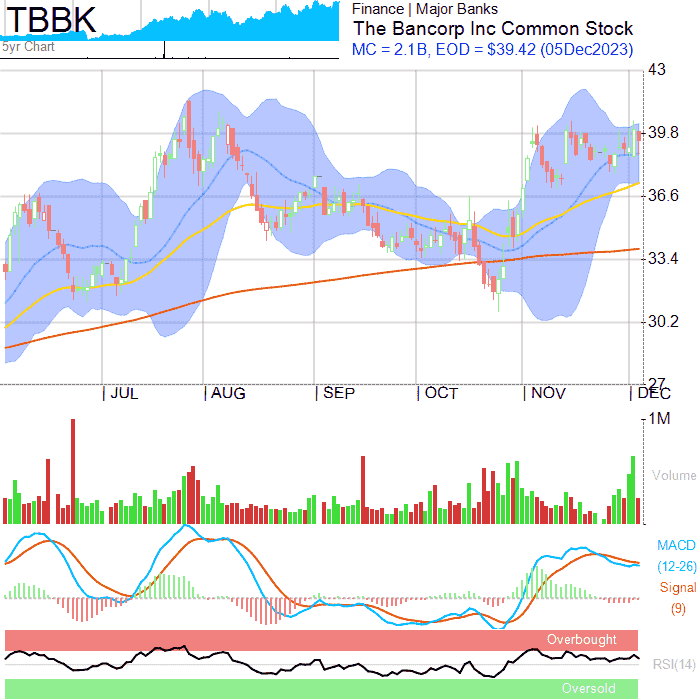 TBBK
5yr Chart
Finance | Major Banks
The Bancorp Inc Common Stock
MC = 2.1B, EOD = $39.42 (05Dec2023)
43
39.8
36.6
33.4
30.2
27
JUL
AUG
SEP
OCT
NOV
DEC
1M
Volume
MACD
(12-26)
Signal
(9)
Overbought
RSI(14)
Oversold